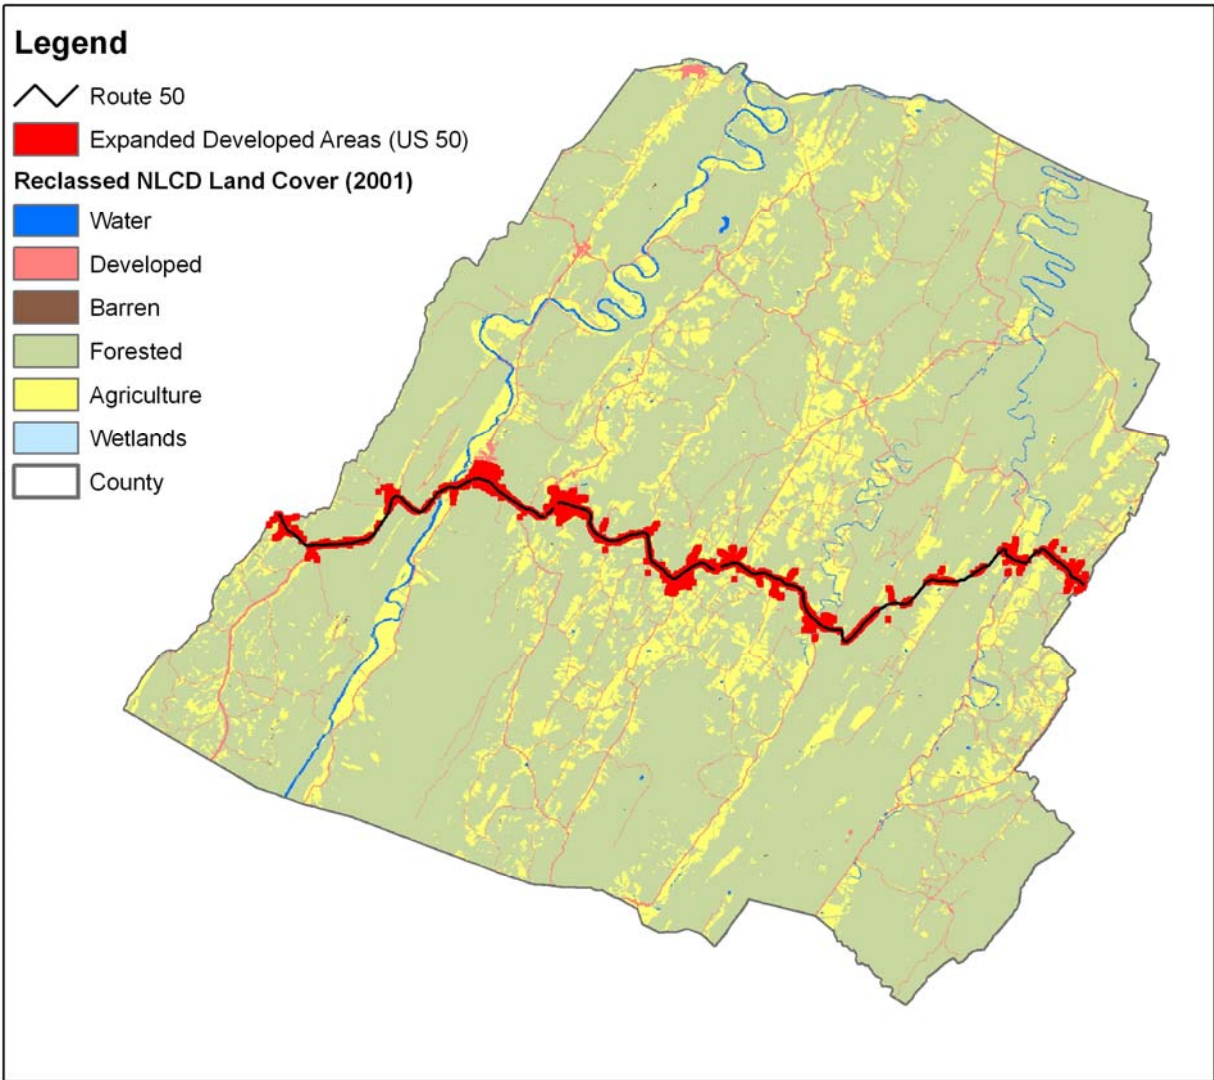 Legend
Route 50
Expanded Developed Areas (US 50)
Reclassed NLCD Land Cover (2001)
Water
Developed
Barren
Forested
Agriculture
Wetlands
County